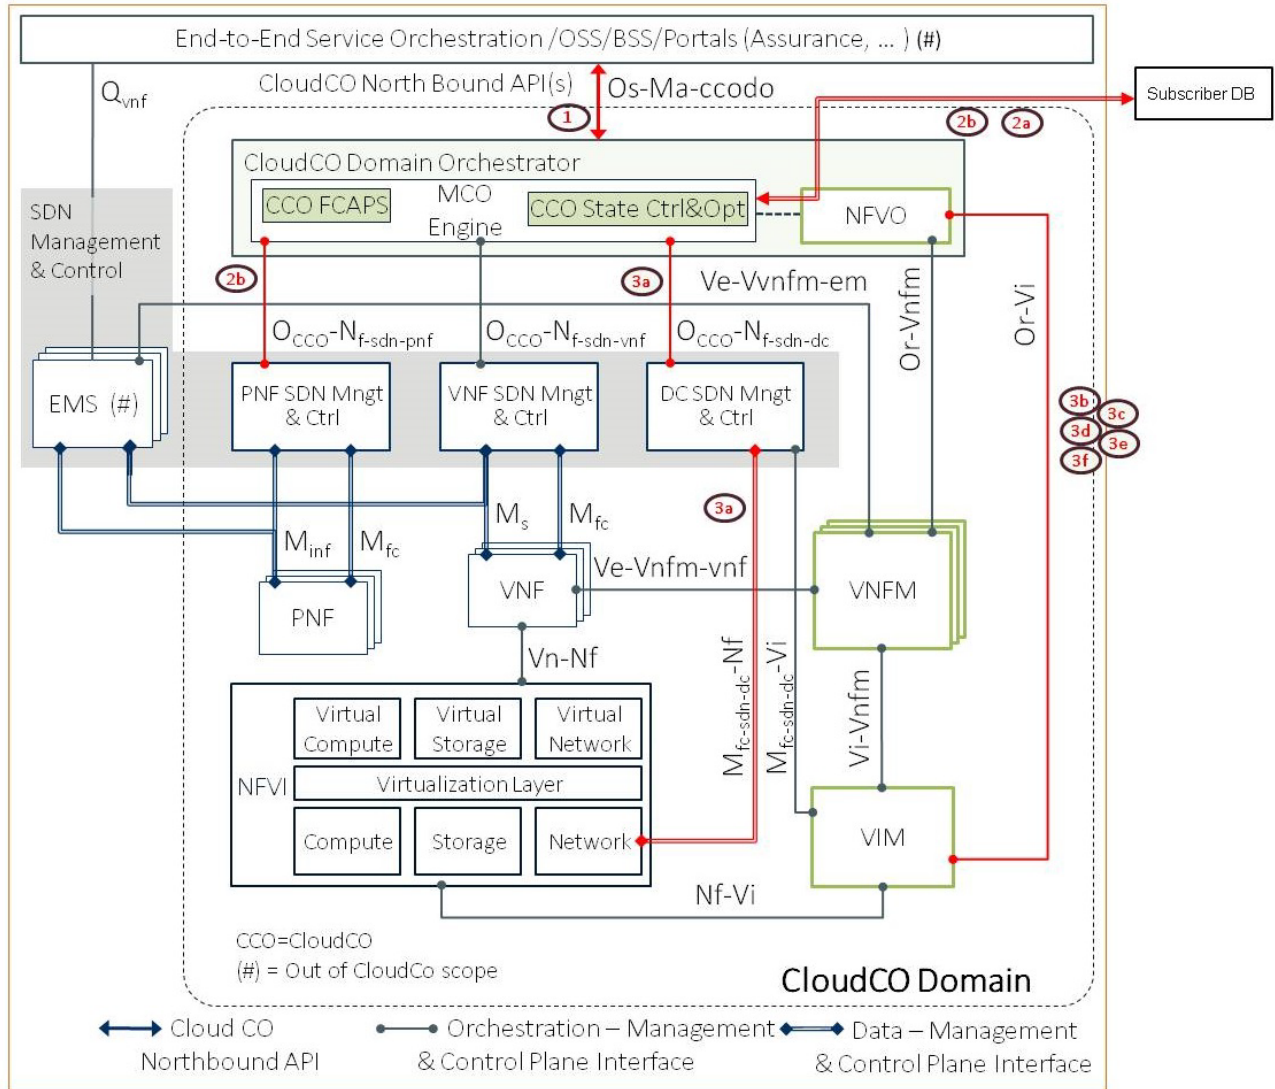 End-to-End Service Orchestration /OSS/BSS/Portals (Assurance, ... ) (#)
Qvnf
CloudCO North Bound API(s)
Os-Ma-ccodo
Subscriber DB
1
2b
2a
CloudCO Domain Orchestrator
CCO FCAPS
MCO
Engine
CCO State Ctrl&Opt
NFVO
SDN
Management
& Control
2b
3a
Ve-Vvnfm-em
Or-Vnfm
Or-Vi
OCCO-Nf-sdn-pnf
OCCO-Nf-sdn-vnf
OCCO-Nf-sdn-dc
EMS (#)
PNF SDN Mngt
& Ctrl
VNF SDN Mngt
& Ctrl
DC SDN Mngt
& Ctrl
3b
3c
3d
3e
3f
3a
Minf
Mfc
Ms
Mfc
PNF
VNF
Ve-Vnfm-vnf
VNFM
Vn-Nf
Mfc-sdn-dc-Nf
Mfc-sdn-dc-Vi
Vi-Vnfm
NFVI
Virtual
Compute
Virtual
Storage
Virtual
Network
Virtualization Layer
Compute
Storage
Network
VIM
Nf-Vi
CCO=CloudCO
(#) = Out of CloudCo scope
CloudCO Domain
Cloud CO
Northbound API
Orchestration – Management
& Control Plane Interface
Data – Management
& Control Plane Interface